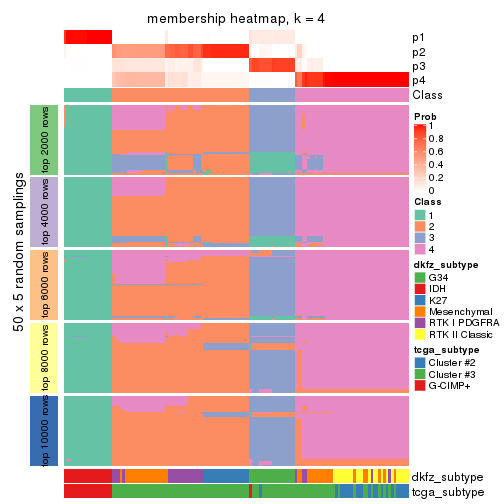 membership heatmap, k = 4
p1
p2
p3
p4
Class
50 x 5 random samplings
top 2000 rows
top 4000 rows
top 6000 rows
top 8000 rows
top 10000 rows
dkfz_subtype
tcga_subtype
Prob
1
0.8
0.6
0.4
0.2
0
Class
1
2
3
4
dkfz_subtype
G34
IDH
K27
Mesenchymal
RTK I PDGFRA
RTK II Classic
tcga_subtype
Cluster #2
Cluster #3
G-CIMP+